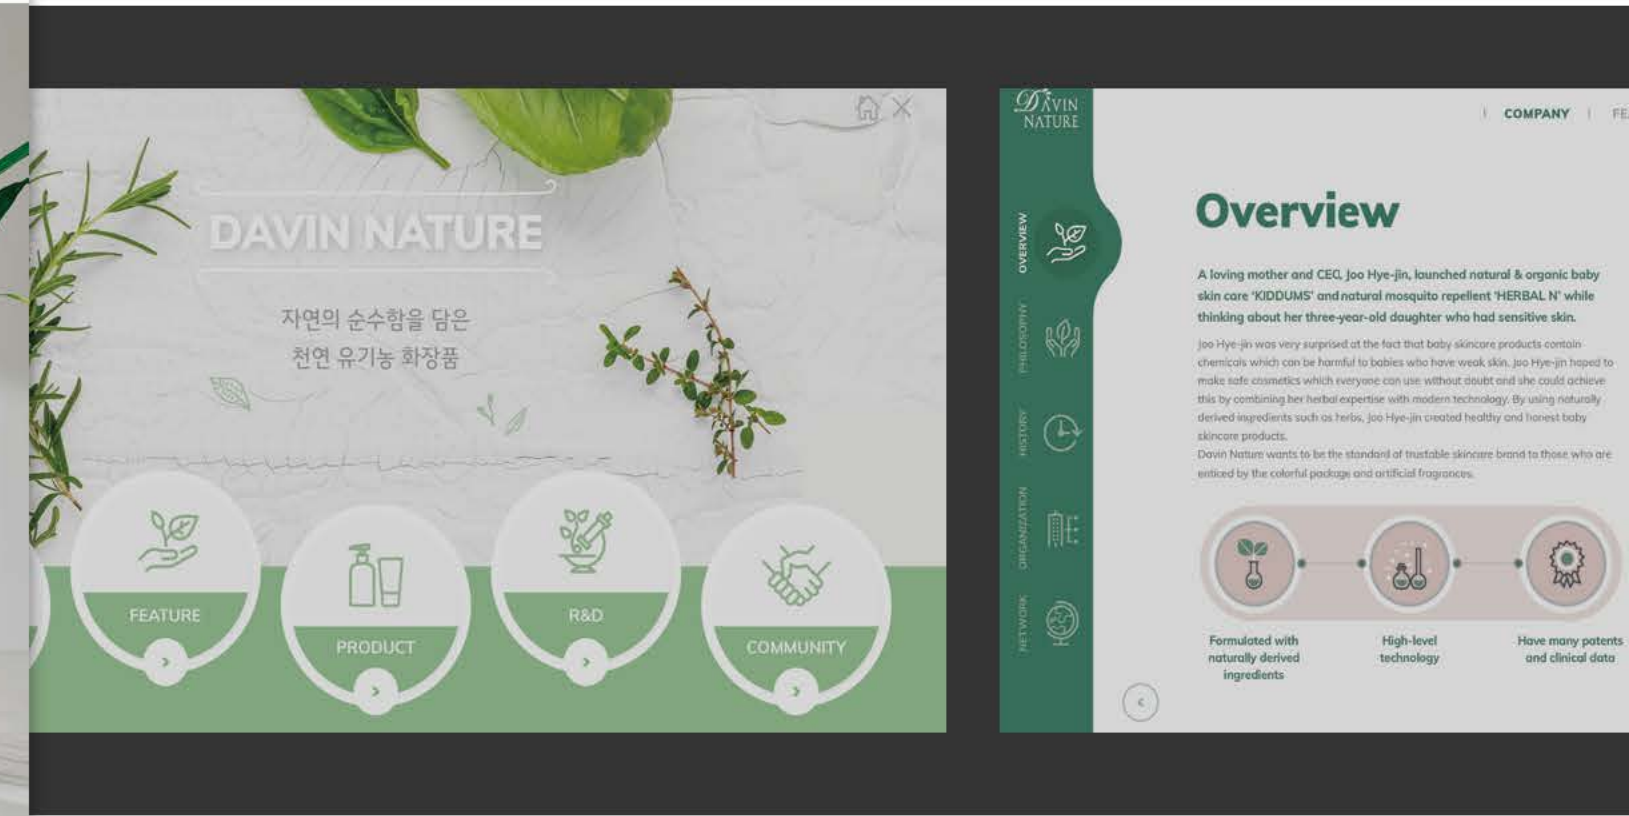 DAVIN NATURE
자연의 순수함을 담은
천연 유기농 화장품
FEATURE
PRODUCT
R&D
COMMUNITY
DAVIN
NATURE
OVERVIEW
PHILOSOPHY
HISTORY
ORGANIZATION
NETWORK
COMPANY
Overview
A loving mother and CEO, Joo Hye-jin, launched natural & organic baby
skin care ‘KIDDUMS’ and natural mosquito repellent ‘HERBAL N’ while
thinking about her three-year-old daughter who had sensitive skin.
Joo Hye-jin was very surprised at the fact that baby skincare products contain
chemicals which can be harmful to babies who have weak skin. Joo Hye-jin hoped to
make safe cosmetics which everyone can use without doubt and she could achieve
this by combining her herbal expertise with modern technology. By using naturally
derived ingredients such as herbs, Joo Hye-jin created healthy and honest baby
skincare products.
Davin Nature wants to be the standard of trustable skincare brand to those who are
enticed by the colorful package and artificial fragrances.
Formulated with
naturally derived
ingredients
High-level
technology
Have many patents
and clinical data